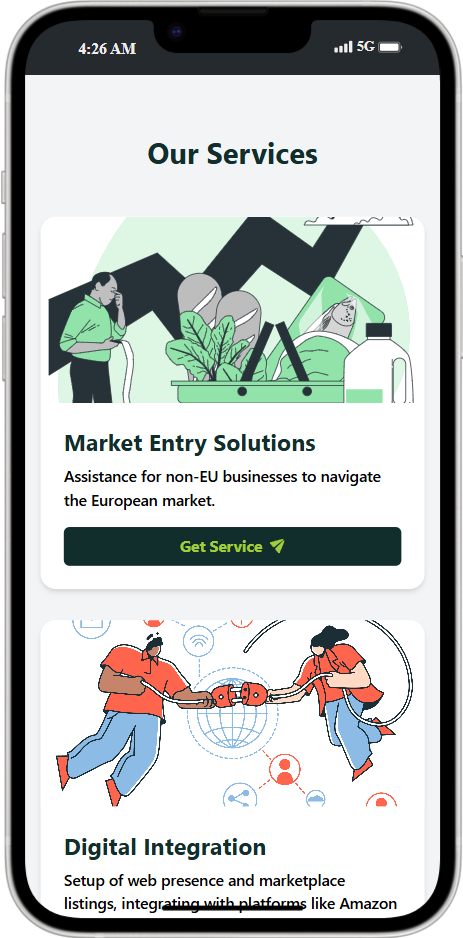 4:26 AM 5G
Our Services
Market Entry Solutions
Assistance for non-EU businesses to navigate
the European market.
Get Service
Digital Integration
Setup of web presence and marketplace
listings, integrating with platforms like Amazon